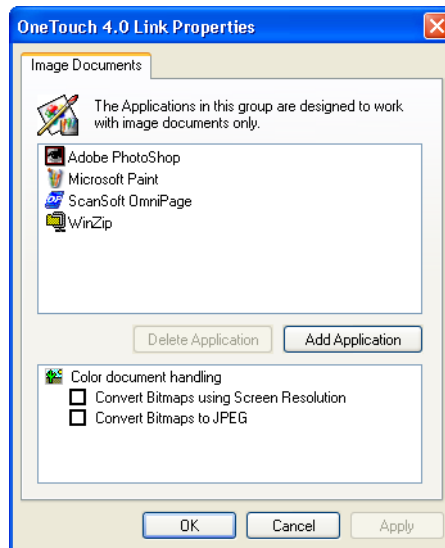 OneTouch 4.0 Link Properties
Image Documents
The Applications in this group are designed to work
with image documents only.
Adobe PhotoShop
Microsoft Paint
ScanSoft OmniPage
WinZip
Delete Application
Add Application
Color document handling
Convert Bitmaps using Screen Resolution
Convert Bitmaps to JPEG
OK
Cancel
Apply